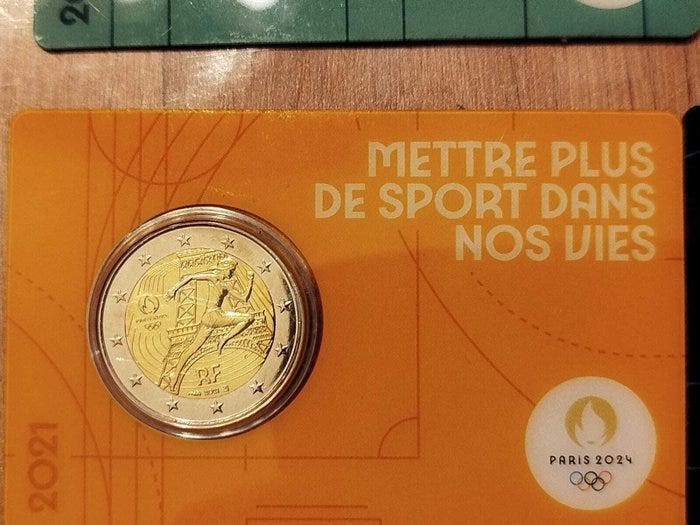 METTRE PLUS
DE SPORT DANS
NOS VIES
RF
2021
PARIS 2024